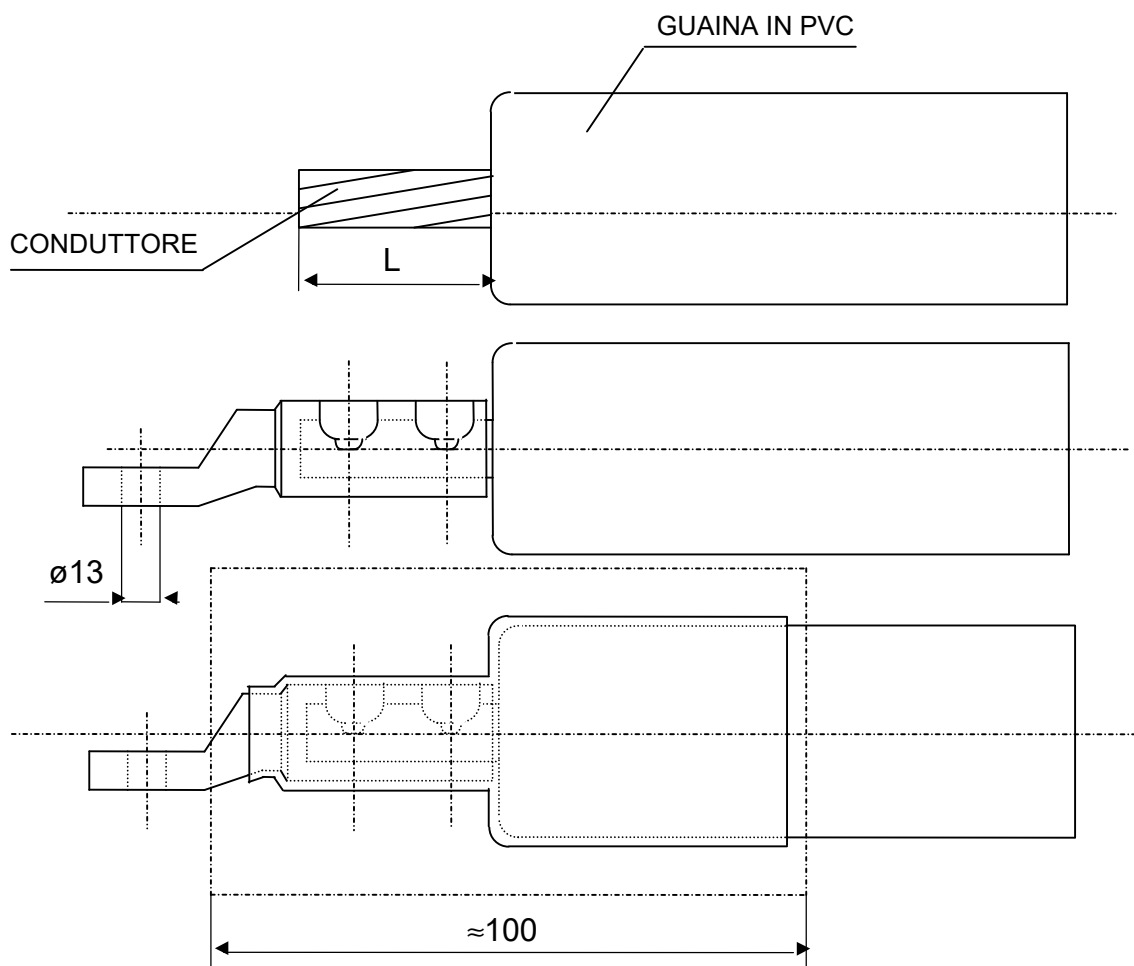 GUAINA IN PVC
CONDUTTORE
L
ø13
≈100